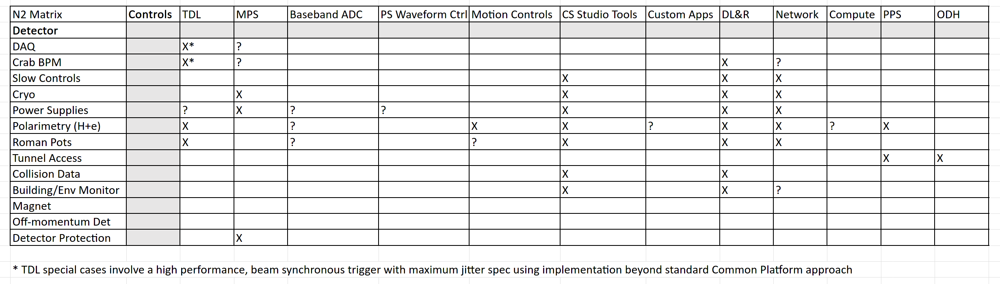 N2 Matrix Controls TDL MPS Baseband ADC PS Waveform Ctrl Motion Controls CS Studio Tools Custom Apps DL&R Network Compute PPS ODH
Detector
DAQ X* ?
Crab BPM X* ? X ?
Slow Controls X X X
Cryo X X X X
Power Supplies ? X ? ? X X X
Polarimetry (H+e) X ? X X ? X X ? X
Roman Pots X ? ? X X X
Tunnel Access X X
Collision Data X X
Building/Env Monitor X X ?
Magnet
Off-momentum Det
Detector Protection X
* TDL special cases involve a high performance, beam synchronous trigger with maximum jitter spec using implementation beyond standard Common Platform approach